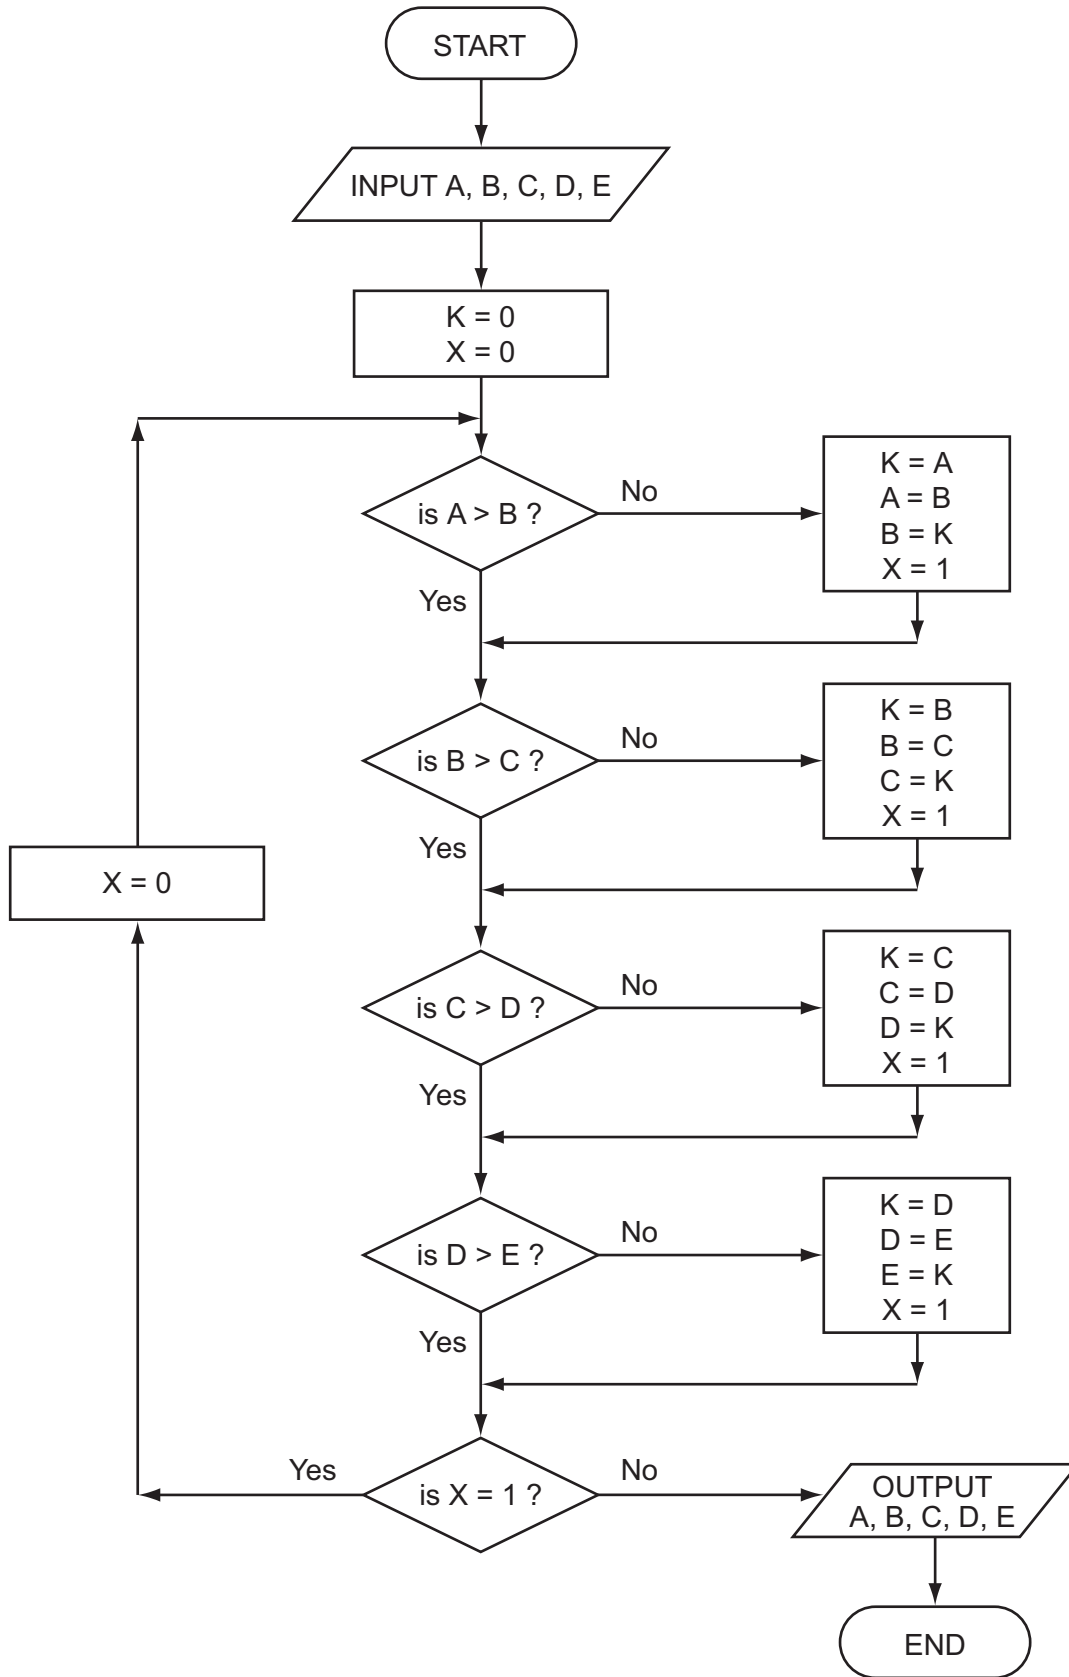 START
INPUT A, B, C, D, E
K = 0
X = 0
is A > B ?
No
K = A
A = B
B = K
X = 1
Yes
is B > C ?
No
K = B
B = C
C = K
X = 1
Yes
X = 0
is C > D ?
No
K = C
C = D
D = K
X = 1
Yes
is D > E ?
No
K = D
D = E
E = K
X = 1
Yes
is X = 1 ?
Yes
No
OUTPUT
A, B, C, D, E
END